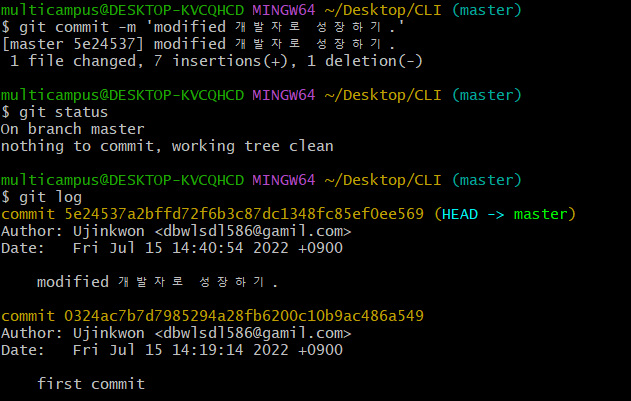 multicampus@DESKTOP-KVCQHCD MINGW64 ~/Desktop/CLI (master)
$ git commit -m 'modified 개발자로 성장하기.'
[master 5e24537] modified 개발자로 성장하기.
 1 file changed, 7 insertions(+), 1 deletion(-)

multicampus@DESKTOP-KVCQHCD MINGW64 ~/Desktop/CLI (master)
$ git status
On branch master
nothing to commit, working tree clean

multicampus@DESKTOP-KVCQHCD MINGW64 ~/Desktop/CLI (master)
$ git log
commit 5e24537a2bffd72f6b3c87dc1348fc85ef0ee569 (HEAD -> master)
Author: Ujinkwon <dbwlsdl586@gamil.com>
Date:   Fri Jul 15 14:40:54 2022 +0900

    modified 개발자로 성장하기.

commit 0324ac7b7d7985294a28fb6200c10b9ac486a549
Author: Ujinkwon <dbwlsdl586@gamil.com>
Date:   Fri Jul 15 14:19:14 2022 +0900

    first commit